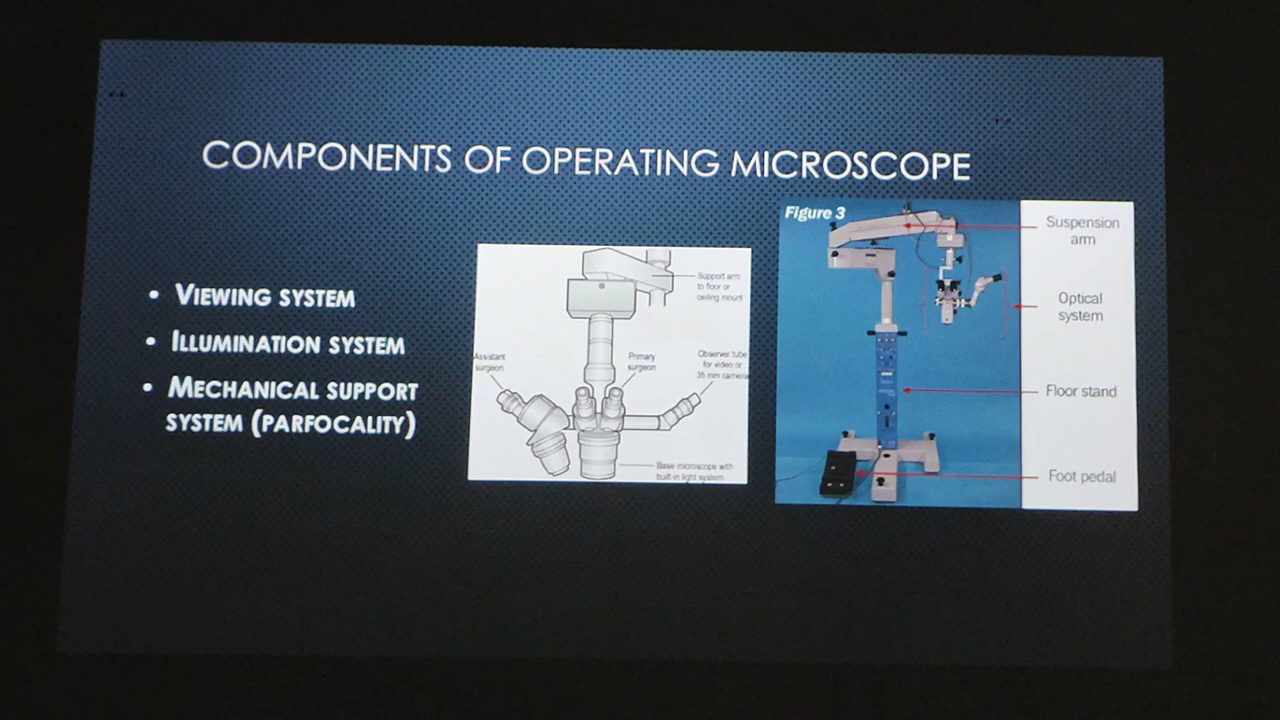 COMPONENTS OF OPERATING MICROSCOPE
• VIEWING SYSTEM
• ILLUMINATION SYSTEM
• MECHANICAL SUPPORT
SYSTEM (PARFOCALITY)
Support arm
to floor or
ceiling mount
Assistant
surgeon
Primary
surgeon
Observer tube
for video or
35 mm camera
Base microscope with
built-in light system
Figure 3
Suspension
arm
Optical
system
Floor stand
Foot pedal